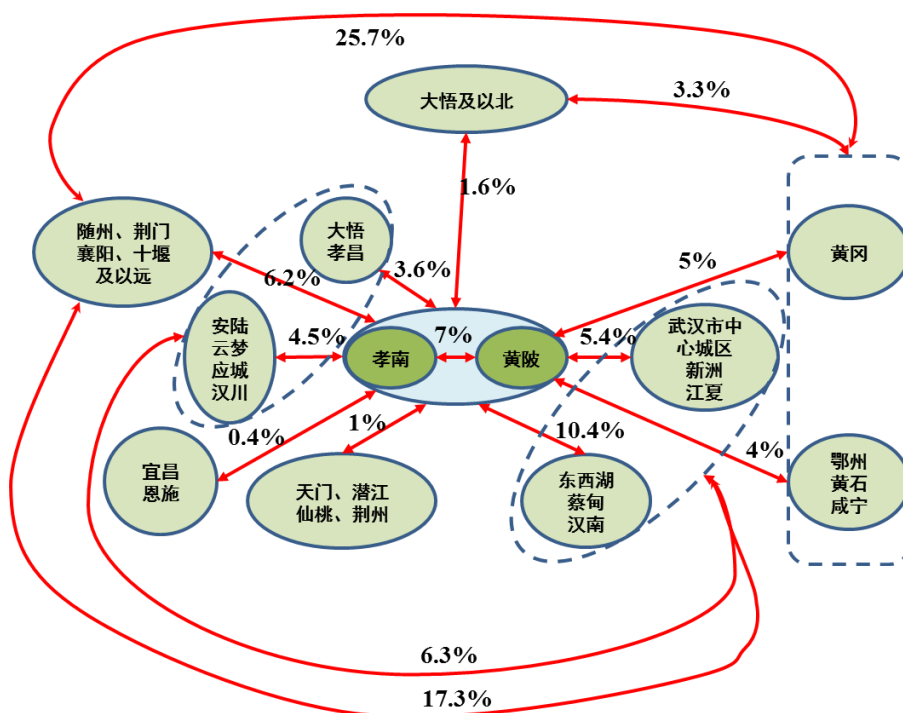 25.7%
大悟及以北
3.3%
1.6%
随州、荆门
襄阳、十堰
及以远
大悟
孝昌
黄冈
6.2%
3.6%
5%
安陆
云梦
应城
汉川
4.5%
孝南
7%
黄陂
5.4%
武汉市中
心城区
新洲
江夏
0.4%
1%
10.4%
4%
宜昌
恩施
天门、潜江
仙桃、荆州
东西湖
蔡甸
汉南
鄂州
黄石
咸宁
6.3%
17.3%